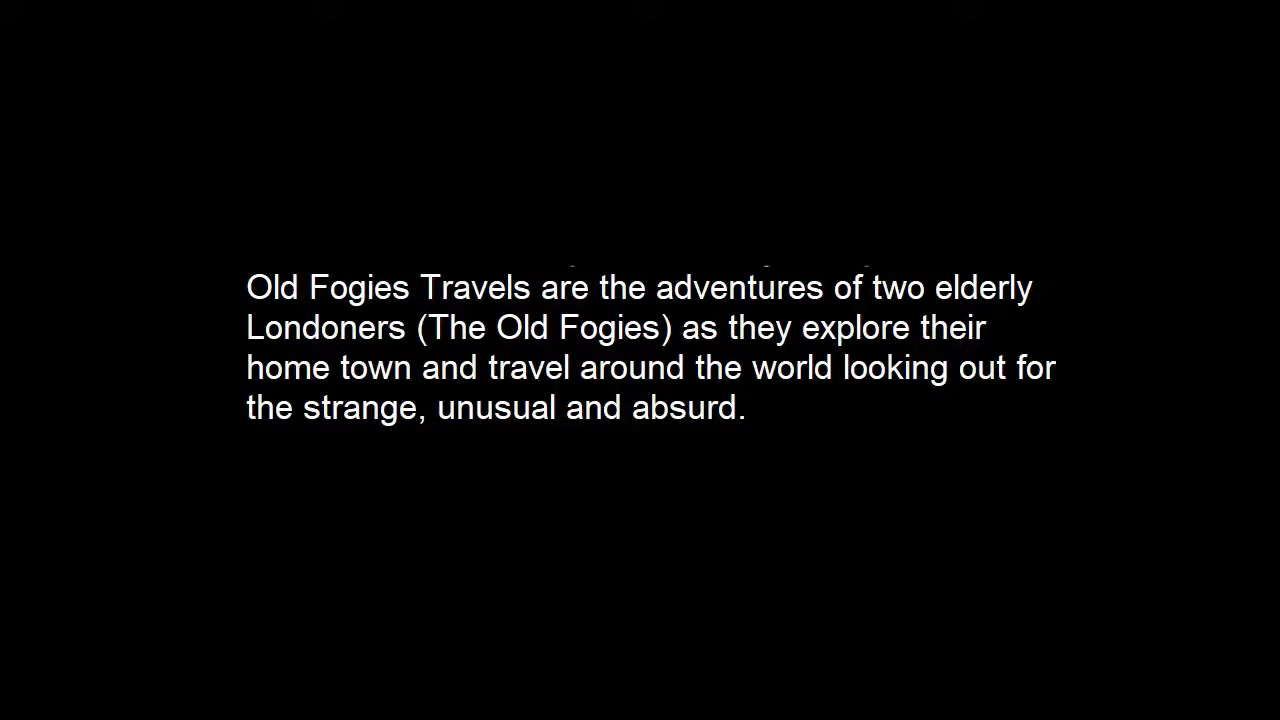 Old Fogies Travels are the adventures of two elderly
Londoners (The Old Fogies) as they explore their
home town and travel around the world looking out for
the strange, unusual and absurd.